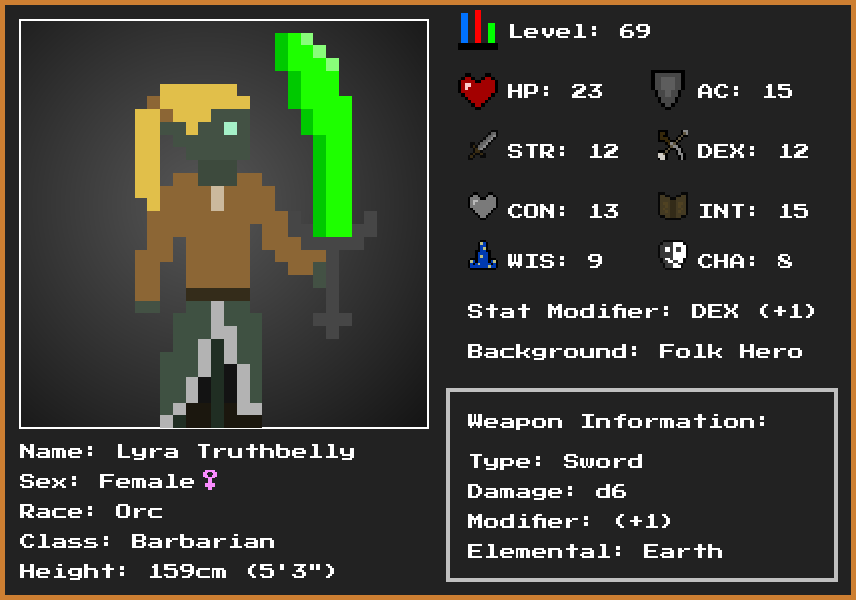 Level: 69
HP: 23 AC: 15
STR: 12 DEX: 12
CON: 13 INT: 15
WIS: 9 CHA: 8
Stat Modifier: DEX (+1)
Background: Folk Hero
Weapon Information:
Type: Sword
Damage: d6
Modifier: (+1)
Elemental: Earth
Name: Lyra Truthbelly
Sex: Female♀
Race: Orc
Class: Barbarian
Height: 159cm (5'3")